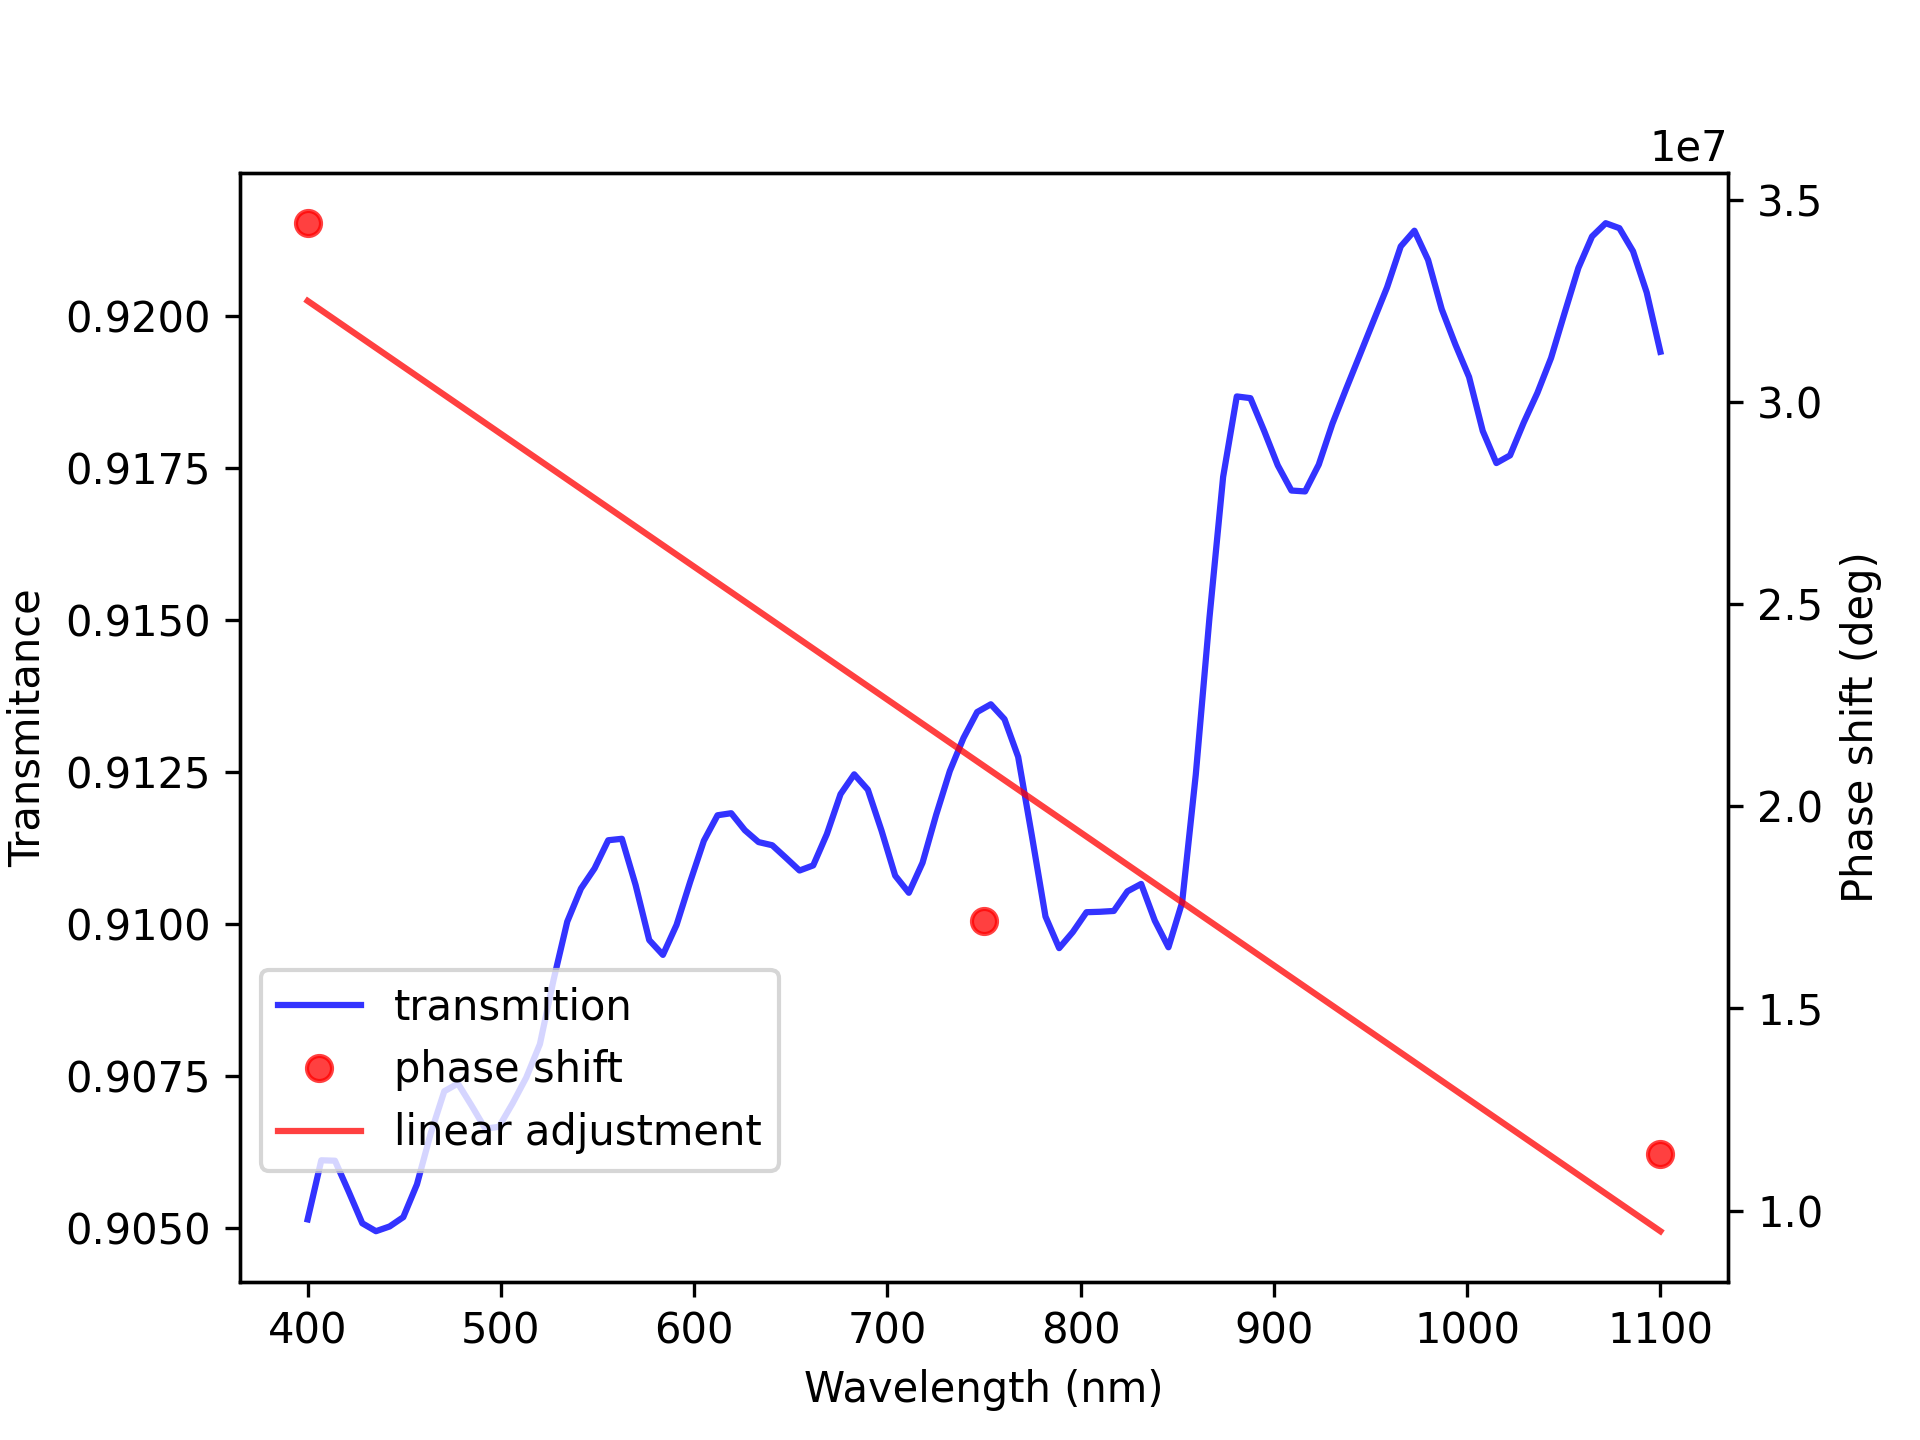 1e7
0.9200
0.9175
0.9150
0.9125
0.9100
0.9075
0.9050
Transmitance
3.5
3.0
2.5
2.0
1.5
1.0
Phase shift (deg)
transmition
phase shift
linear adjustment
400 500 600 700 800 900 1000 1100
Wavelength (nm)